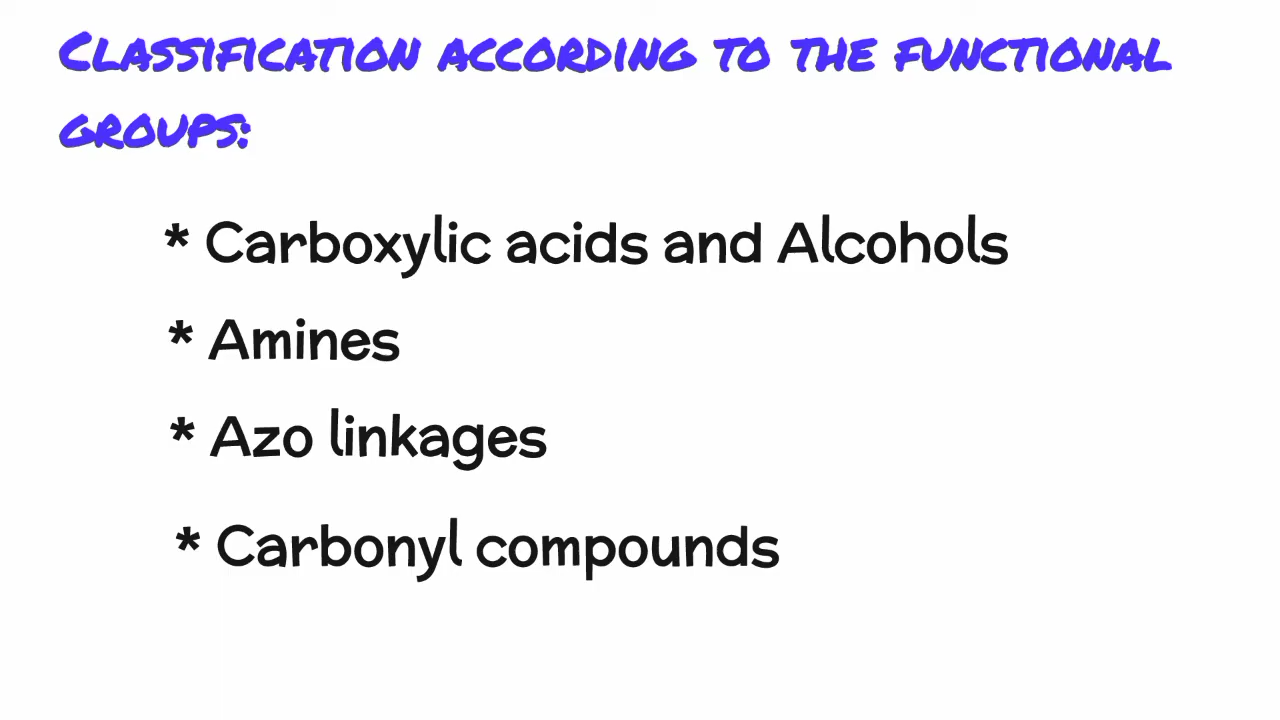 Classification according to the functional
groups:
* Carboxylic acids and Alcohols
* Amines
* Azo linkages
* Carbonyl compounds